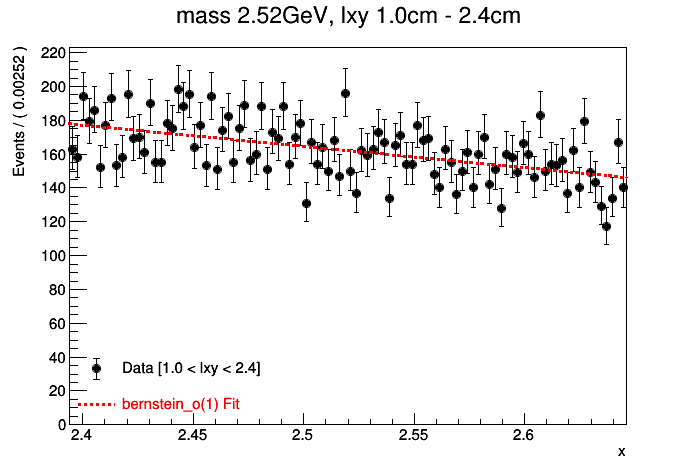 mass 2.52GeV, lxy 1.0cm - 2.4cm
Events / ( 0.00252 )
220
200
180
160
140
120
100
80
60
40
20
0
Data [1.0 < lxy < 2.4]
bernstein_o(1) Fit
2.4 2.45 2.5 2.55 2.6
x